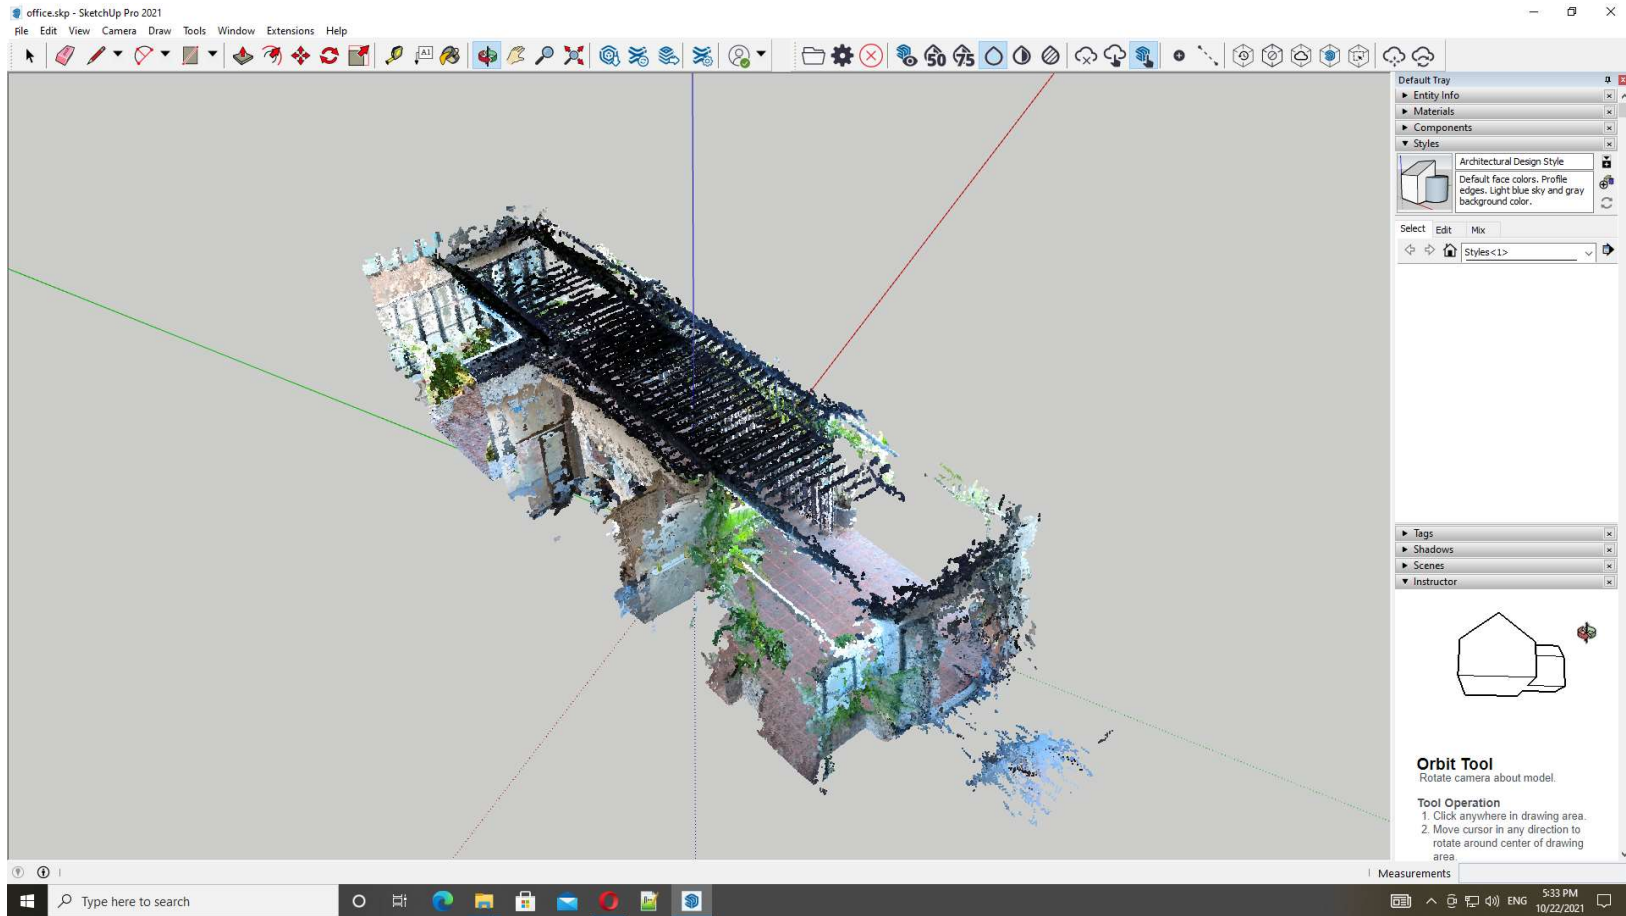 office.skp - SketchUp Pro 2021
File Edit View Camera Draw Tools Window Extensions Help
A1
50
75
Default Tray
Entity Info
Materials
Components
Styles
Architectural Design Style
Default face colors. Profile
edges. Light blue sky and gray
background color.
Select Edit Mix
Styles<1>
Tags
Shadows
Scenes
Instructor
Orbit Tool
Rotate camera about model.
Tool Operation
1. Click anywhere in drawing area.
2. Move cursor in any direction to
rotate around center of drawing
area.
Measurements
Type here to search
ENG
5:33 PM
10/22/2021